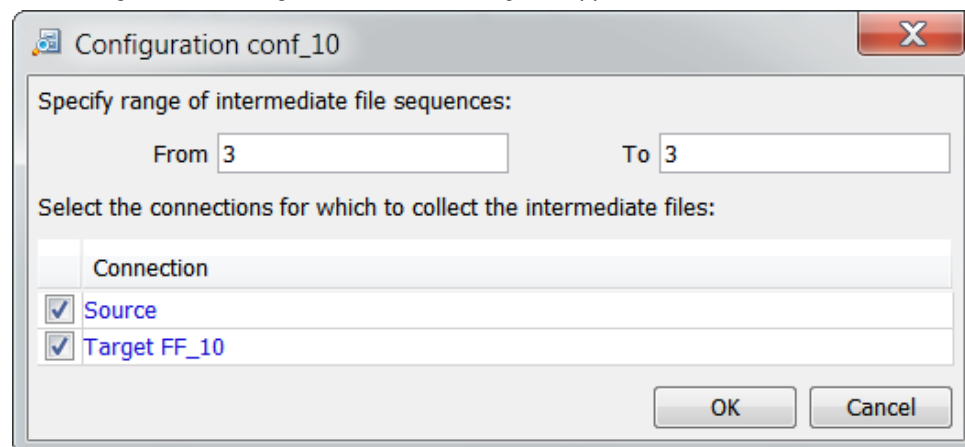 Configuration conf_10
Specify range of intermediate file sequences:
From 3 To 3
Select the connections for which to collect the intermediate files:
Connection
Source
Target FF_10
OK Cancel